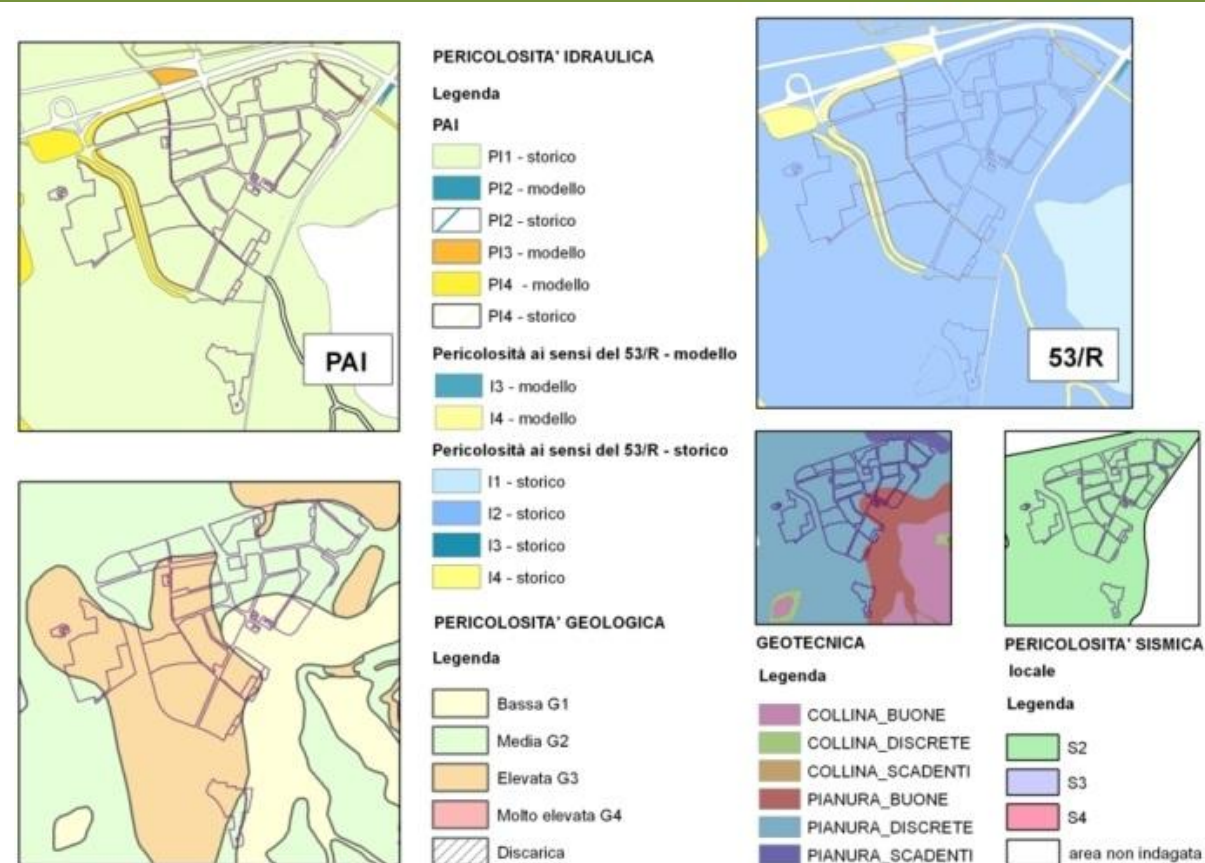 PAI
PERICOLOSITA' IDRAULICA
Legenda
PAI
PI1 - storico
PI2 - modello
PI2 - storico
PI3 - modello
PI4 - modello
PI4 - storico
Pericolosità ai sensi del 53/R - modello
I3 - modello
I4 - modello
Pericolosità ai sensi del 53/R - storico
I1 - storico
I2 - storico
I3 - storico
I4 - storico
PERICOLOSITA' GEOLOGICA
Legenda
Bassa G1
Media G2
Elevata G3
Molto elevata G4
Discarica
53/R
GEOTECNICA
Legenda
COLLINA_BUONE
COLLINA_DISCRETE
COLLINA_SCADENTI
PIANURA_BUONE
PIANURA_DISCRETE
PIANURA_SCADENTI
PERICOLOSITA' SISMICA
locale
Legenda
S2
S3
S4
area non indagata